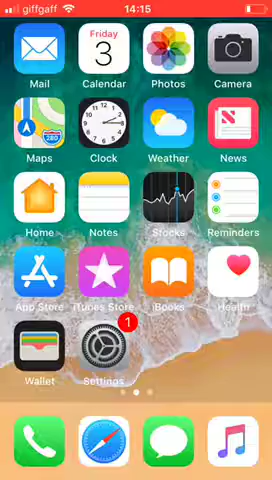 giffgaff 14:15
Mail Friday 3 Calendar Photos Camera
Maps 280 Clock Weather News
Home Notes Stocks Reminders
App Store iTunes Store iBooks Health
Wallet 1 Settings